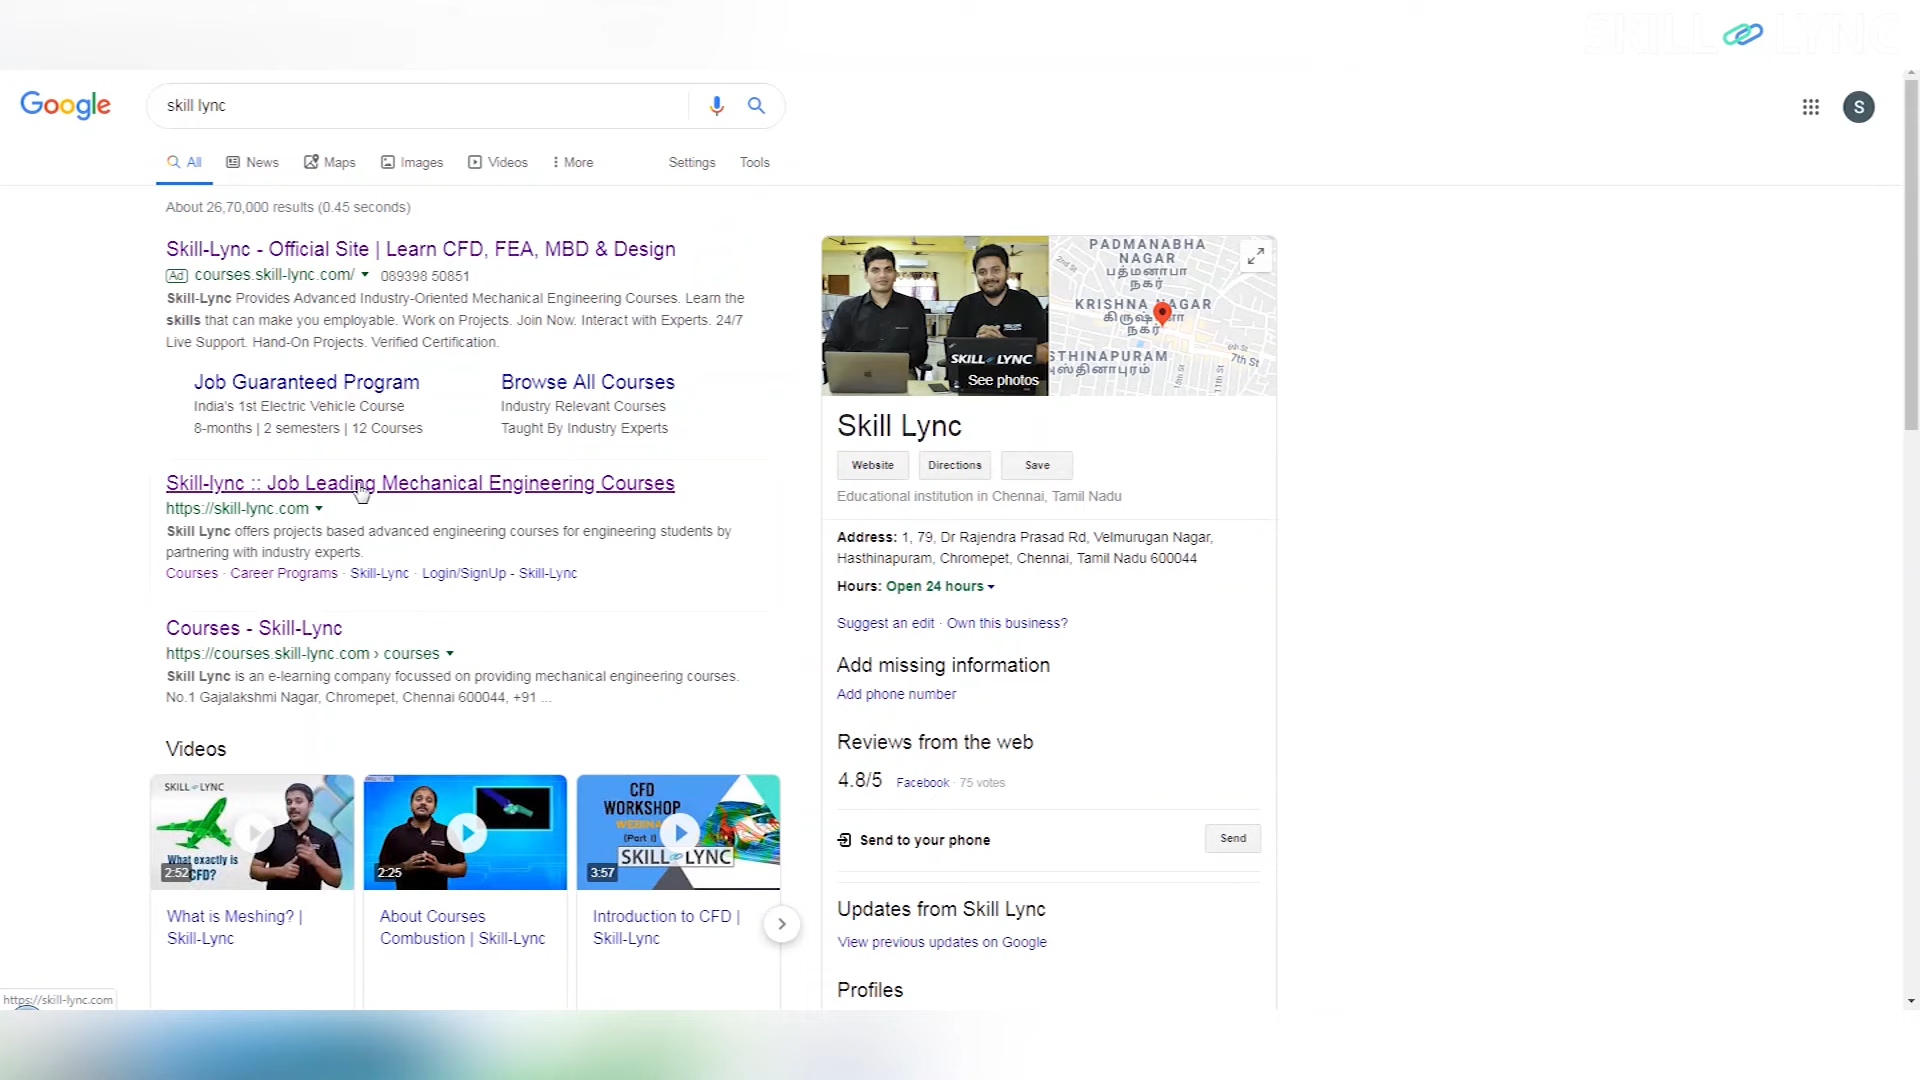 SKILL LYNC
Google
skill lync
S
All
News
Maps
Images
Videos
More
Settings
Tools
About 26,70,000 results (0.45 seconds)
Skill-Lync - Official Site | Learn CFD, FEA, MBD & Design
Ad courses.skill-lync.com/ 089398 50851
Skill-Lync Provides Advanced Industry-Oriented Mechanical Engineering Courses. Learn the
skills that can make you employable. Work on Projects. Join Now. Interact with Experts. 24/7
Live Support. Hand-On Projects. Verified Certification.
Job Guaranteed Program
India's 1st Electric Vehicle Course
8-months | 2 semesters | 12 Courses
Browse All Courses
Industry Relevant Courses
Taught By Industry Experts
Skill-lync :: Job Leading Mechanical Engineering Courses
https://skill-lync.com
Skill Lync offers projects based advanced engineering courses for engineering students by
partnering with industry experts.
Courses · Career Programs · Skill-Lync · Login/SignUp - Skill-Lync
Courses - Skill-Lync
https://courses.skill-lync.com › courses
Skill Lync is an e-learning company focussed on providing mechanical engineering courses.
No.1 Gajalakshmi Nagar, Chromepet, Chennai 600044, +91 ...
Videos
SKILL LYNC
What exactly is
CFD?
2:52
What is Meshing? |
Skill-Lync
2:25
About Courses
Combustion | Skill-Lync
CFD
WORKSHOP
(Part I)
SKILL LYNC
3:57
Introduction to CFD |
Skill-Lync
https://skill-lync.com
SKILL LYNC
See photos
PADMANABHA
NAGAR
பத்மனாபா
நகர்
2nd St
KRISHNA NAGAR
நகர்
STHINAPURAM
ஸ்தினாபுரம்
6th St
7th St
18th St
11th St
Skill Lync
Website
Directions
Save
Educational institution in Chennai, Tamil Nadu
Address: 1, 79, Dr Rajendra Prasad Rd, Velmurugan Nagar,
Hasthinapuram, Chromepet, Chennai, Tamil Nadu 600044
Hours: Open 24 hours
Suggest an edit · Own this business?
Add missing information
Add phone number
Reviews from the web
4.8/5 Facebook · 75 votes
Send to your phone
Send
Updates from Skill Lync
View previous updates on Google
Profiles